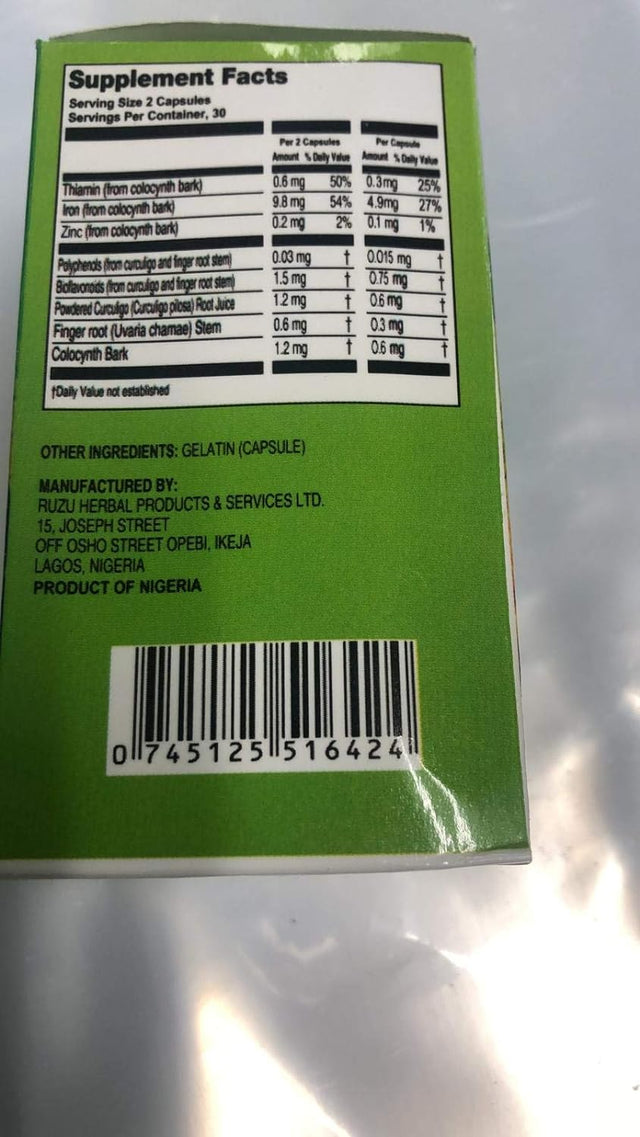 Supplement Facts
Serving Size 2 Capsules
Servings Per Container, 30
Per 2 Capsules Per Capsule
Amount % Daily Value Amount % Daily Value
Thiamin (from colocynth bark) 0.6 mg 50% 0.3mg 25%
Iron (from colocynth bark) 9.8 mg 54% 4.9mg 27%
Zinc (from colocynth bark) 0.2 mg 2% 0.1 mg 1%
Polyphenols (from curculigo and finger root stem) 0.03 mg † 0.015 mg †
Bioflavonoids (from curculigo and finger root stem) 1.5 mg † 0.75 mg †
Powdered Curculigo (Curculigo pilosa) Root Juice 1.2 mg † 0.6 mg †
Finger root (Uvaria chamae) Stem 0.6 mg † 0.3 mg †
Colocynth Bark 1.2 mg † 0.6 mg †
†Daily Value not established
OTHER INGREDIENTS: GELATIN (CAPSULE)
MANUFACTURED BY:
RUZU HERBAL PRODUCTS & SERVICES LTD.
15, JOSEPH STREET
OFF OSHO STREET OPEBI, IKEJA
LAGOS, NIGERIA
PRODUCT OF NIGERIA
0 745125 516424